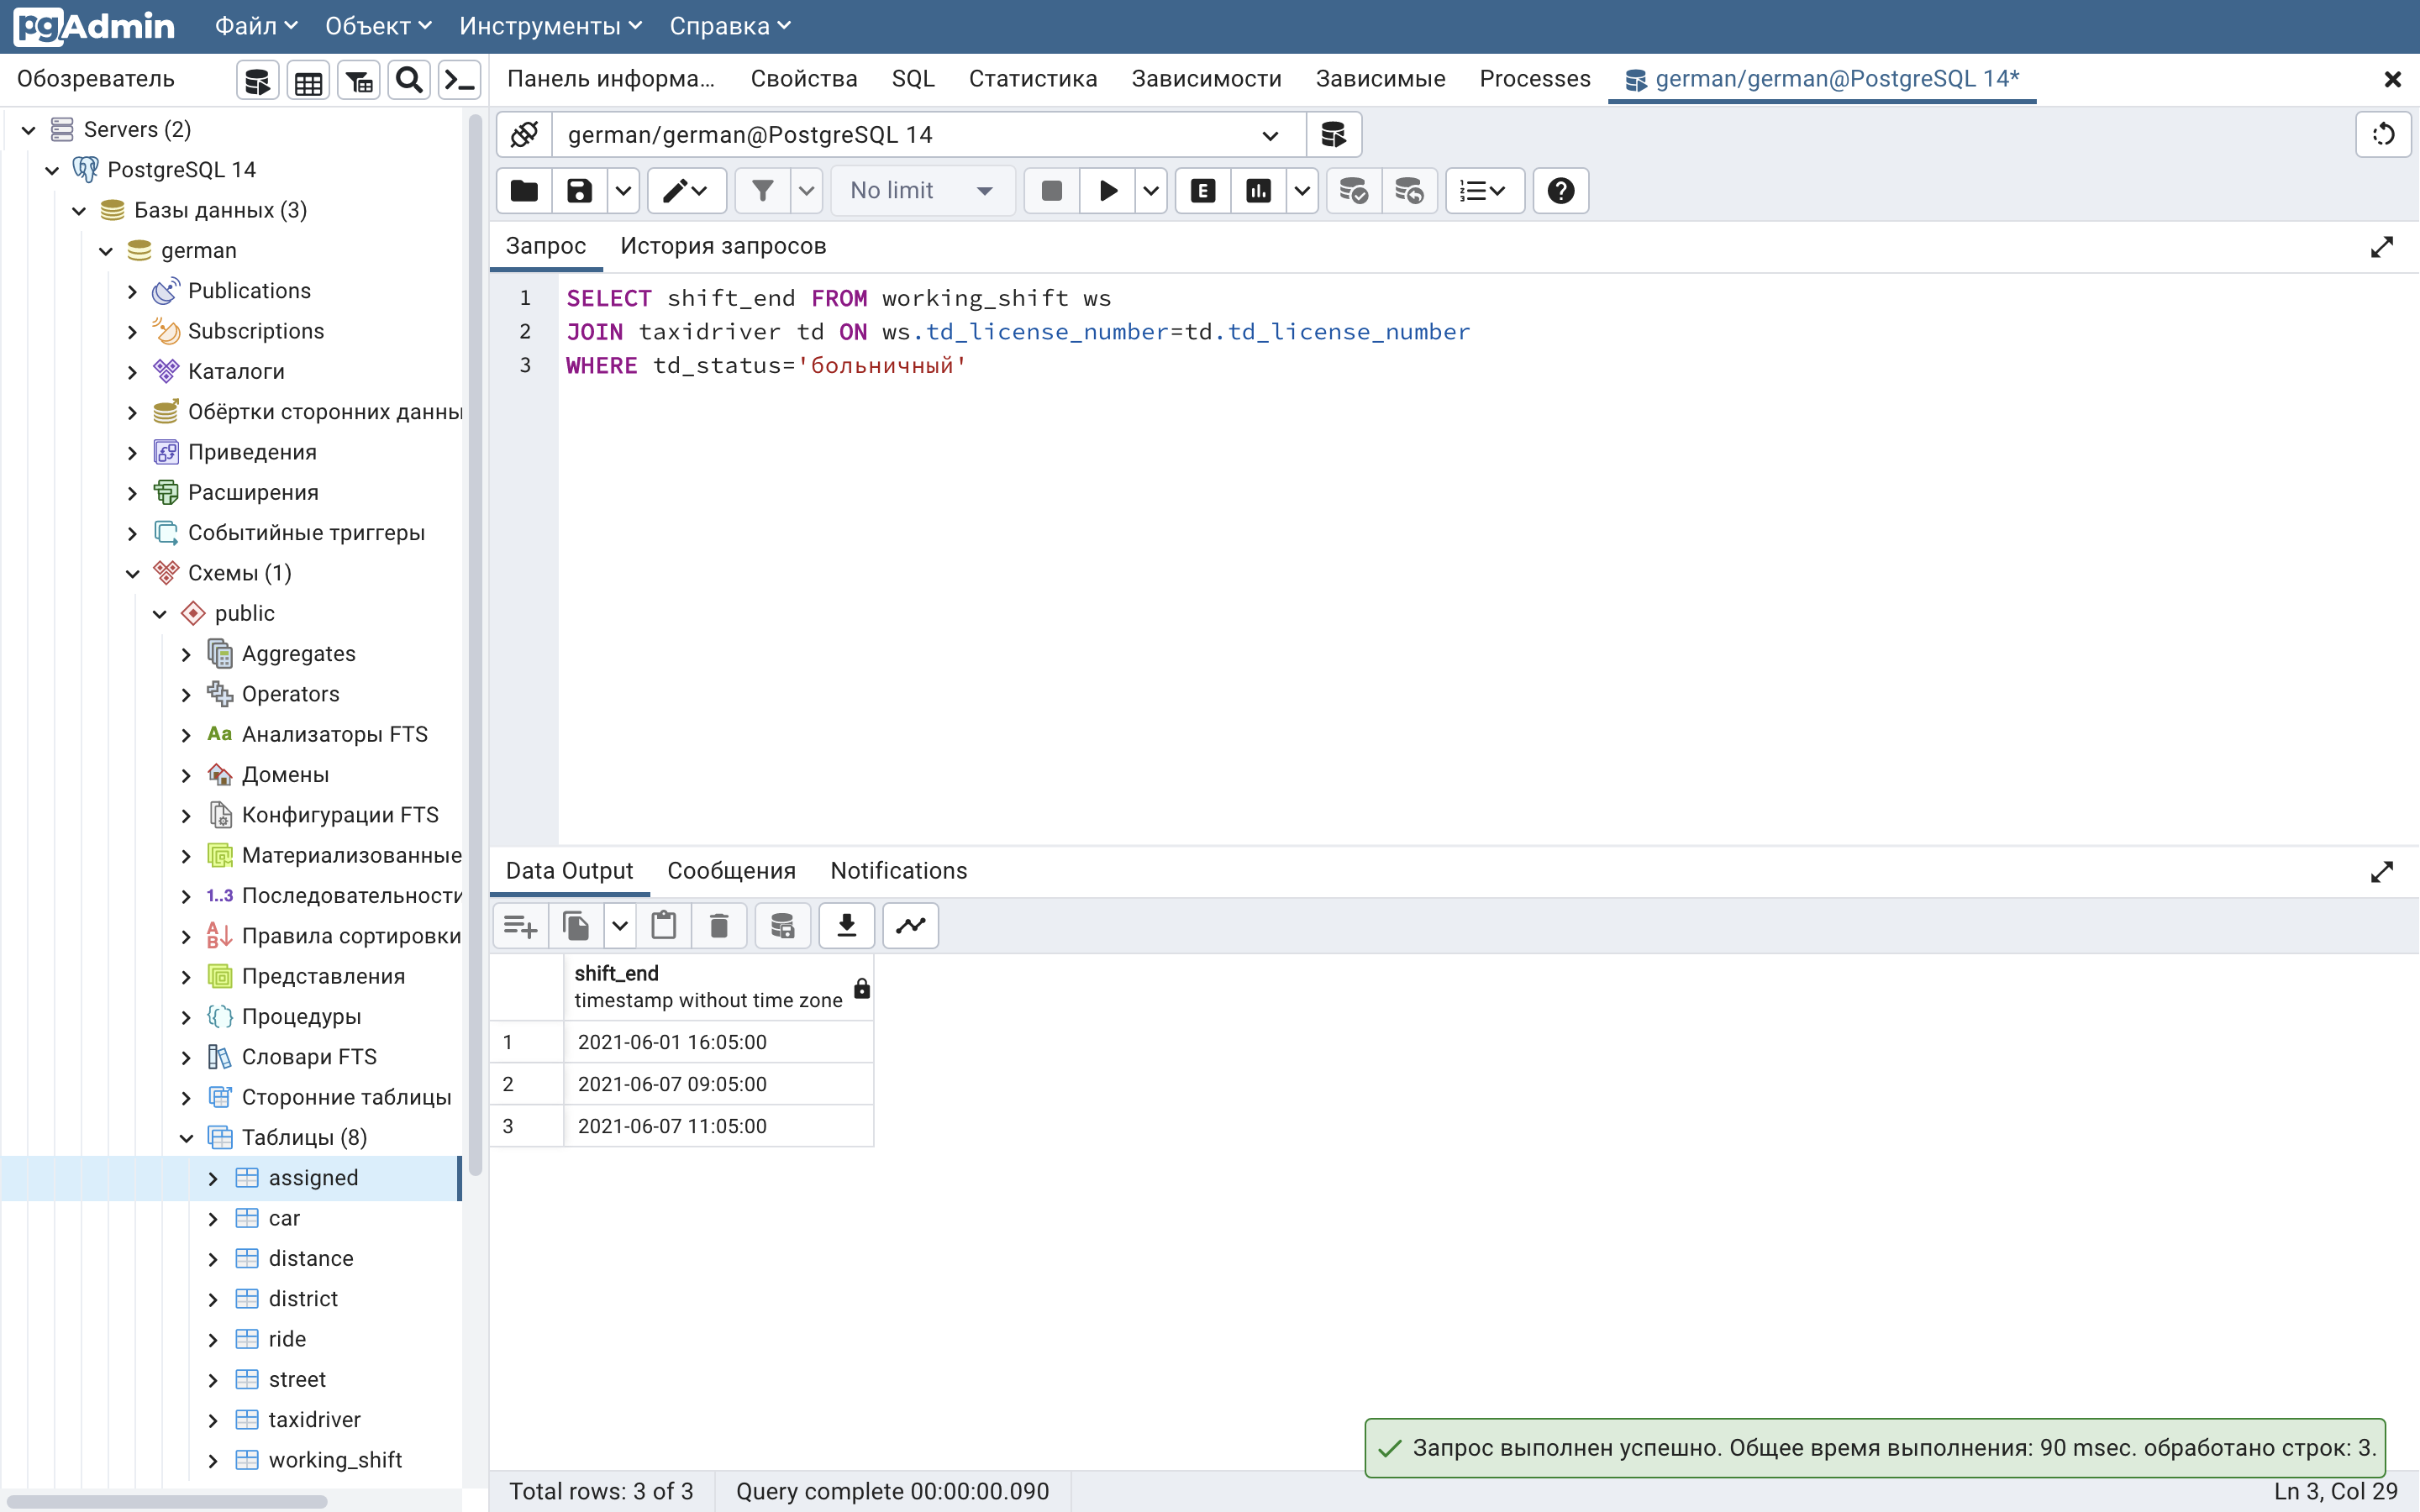 pgAdmin Файл Объект Инструменты Справка
Обозреватель
Панель информа... Свойства SQL Статистика Зависимости Зависимые Processes german/german@PostgreSQL 14*
Servers (2)
PostgreSQL 14
Базы данных (3)
german
Publications
Subscriptions
Каталоги
Обёртки сторонних данны
Приведения
Расширения
Событийные триггеры
Схемы (1)
public
Aggregates
Operators
Aa Анализаторы FTS
Домены
Конфигурации FTS
Материализованные
1..3 Последовательности
Правила сортировки
Представления
Процедуры
Словари FTS
Сторонние таблицы
Таблицы (8)
assigned
car
distance
district
ride
street
taxidriver
working_shift
german/german@PostgreSQL 14
No limit E
Запрос История запросов
1 SELECT shift_end FROM working_shift ws
2 JOIN taxidriver td ON ws.td_license_number=td.td_license_number
3 WHERE td_status='больничный'
Data Output Сообщения Notifications
shift_end
timestamp without time zone
1 2021-06-01 16:05:00
2 2021-06-07 09:05:00
3 2021-06-07 11:05:00
Запрос выполнен успешно. Общее время выполнения: 90 msec. обработано строк: 3.
Total rows: 3 of 3 Query complete 00:00:00.090 Ln 3, Col 29